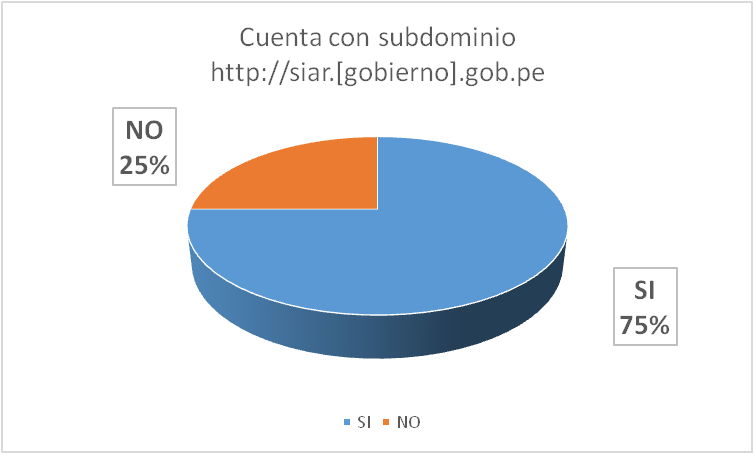 Cuenta con subdominio
http://siar.[gobierno].gob.pe
NO
25%
SI
75%
SI NO